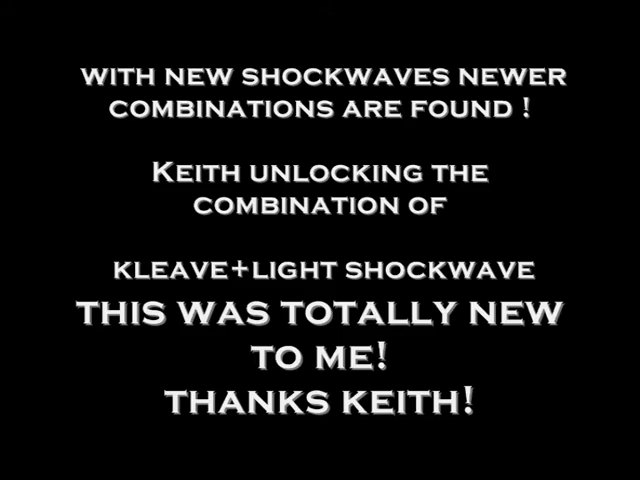 WITH NEW SHOCKWAVES NEWER
COMBINATIONS ARE FOUND !
KEITH UNLOCKING THE
COMBINATION OF
KLEAVE+LIGHT SHOCKWAVE
THIS WAS TOTALLY NEW
TO ME!
THANKS KEITH!